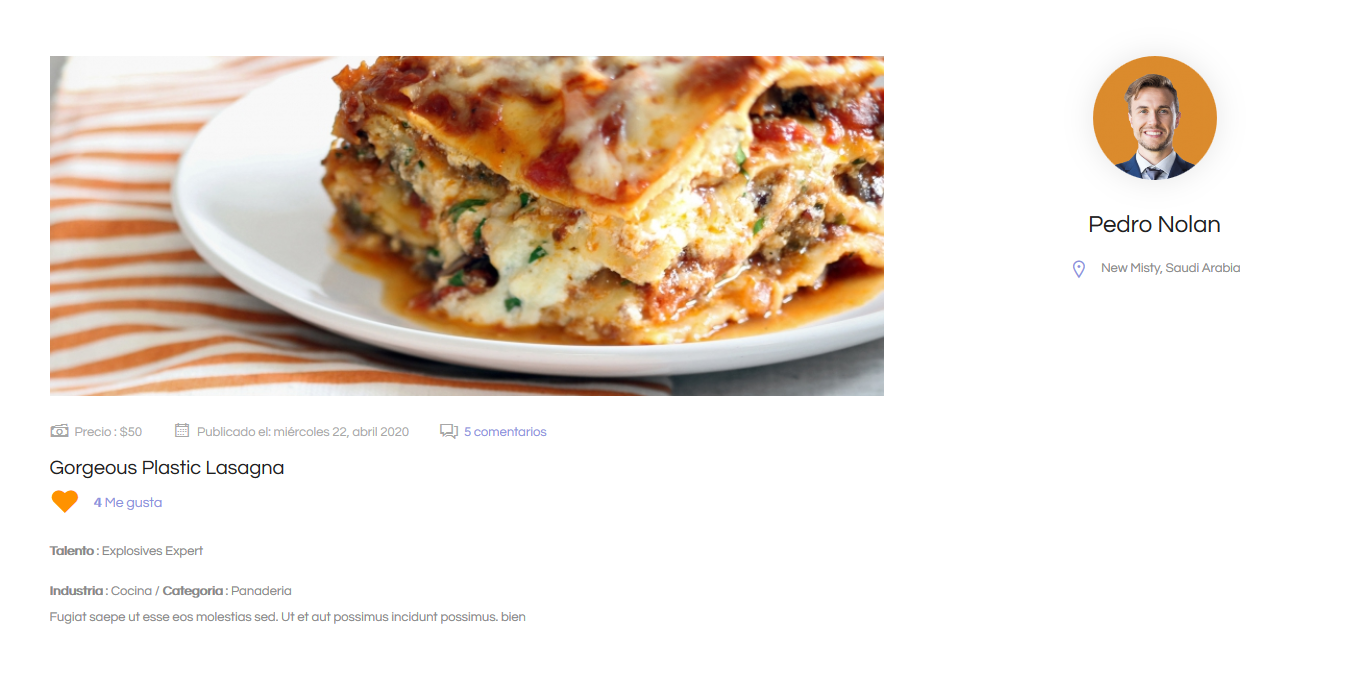 Pedro Nolan
New Misty, Saudi Arabia
Precio : $50
Publicado el: miércoles 22, abril 2020
5 comentarios
Gorgeous Plastic Lasagna
4 Me gusta
Talento : Explosives Expert
Industria : Cocina / Categoria : Panaderia
Fugiat saepe ut esse eos molestias sed. Ut et aut possimus incidunt possimus. bien